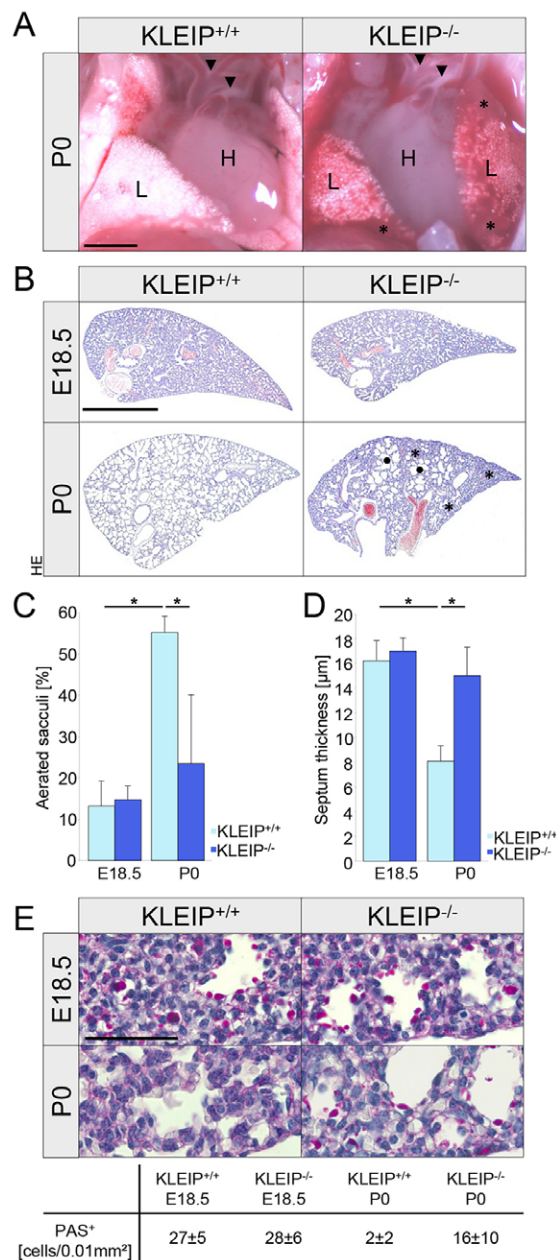 A
KLEIP+/+ KLEIP-/-
P0
L H L H L
* * *
B
KLEIP+/+ KLEIP-/-
E18.5
P0
* * *
HE
C
* *
Aerated sacculi [%]
60
50
40
30
20
10
0
E18.5 P0
KLEIP+/+
KLEIP-/-
D
* *
Septum thickness [µm]
20
18
16
14
12
10
8
6
4
2
0
E18.5 P0
KLEIP+/+
KLEIP-/-
E
KLEIP+/+ KLEIP-/-
E18.5
P0
KLEIP+/+ KLEIP-/- KLEIP+/+ KLEIP-/-
E18.5 E18.5 P0 P0
PAS+
[cells/0.01mm²] 27±5 28±6 2±2 16±10